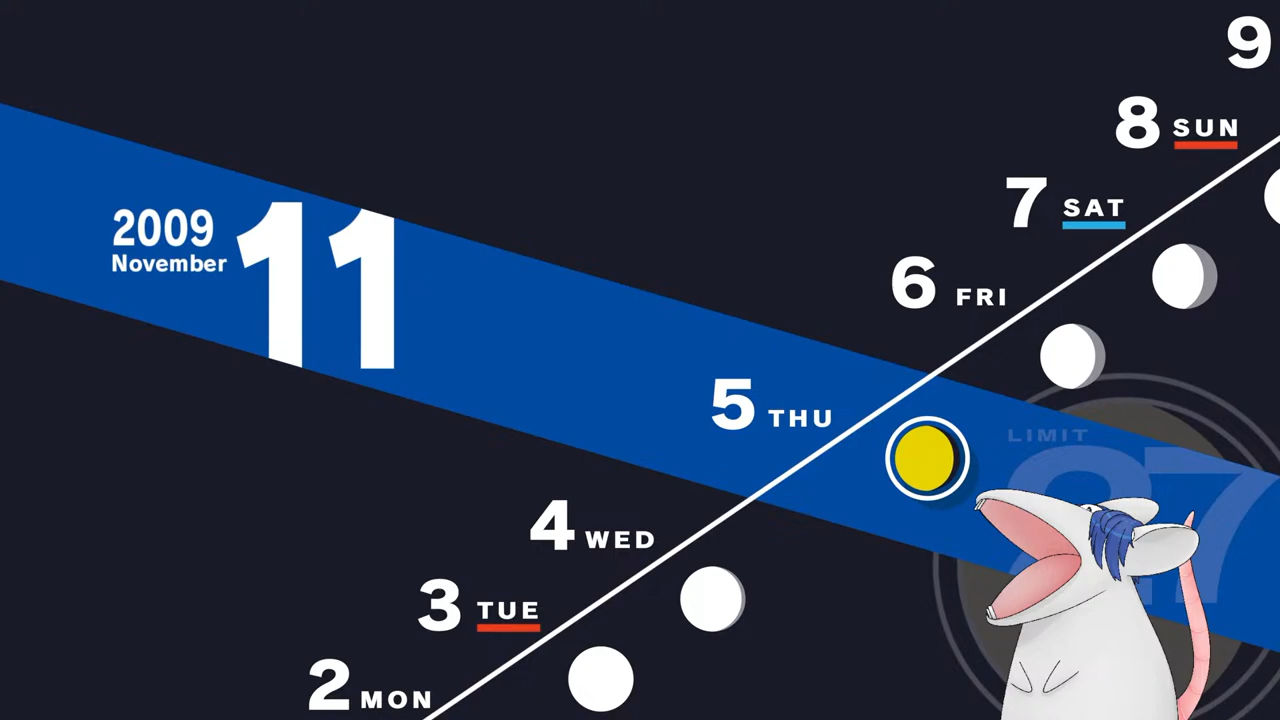 2009
November
11
9
8 SUN
7 SAT
6 FRI
5 THU
4 WED
3 TUE
2 MON
LIMIT
87